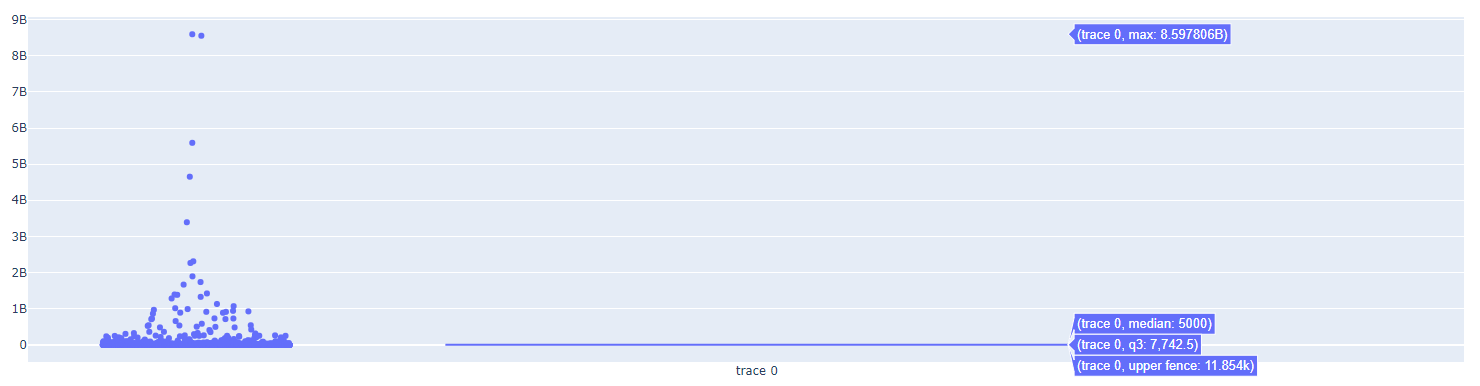 9B
(trace 0, max: 8.597806B)
8B
7B
6B
5B
4B
3B
2B
1B
(trace 0, median: 5000)
0
(trace 0, q3: 7,742.5)
(trace 0, upper fence: 11.854k)
trace 0